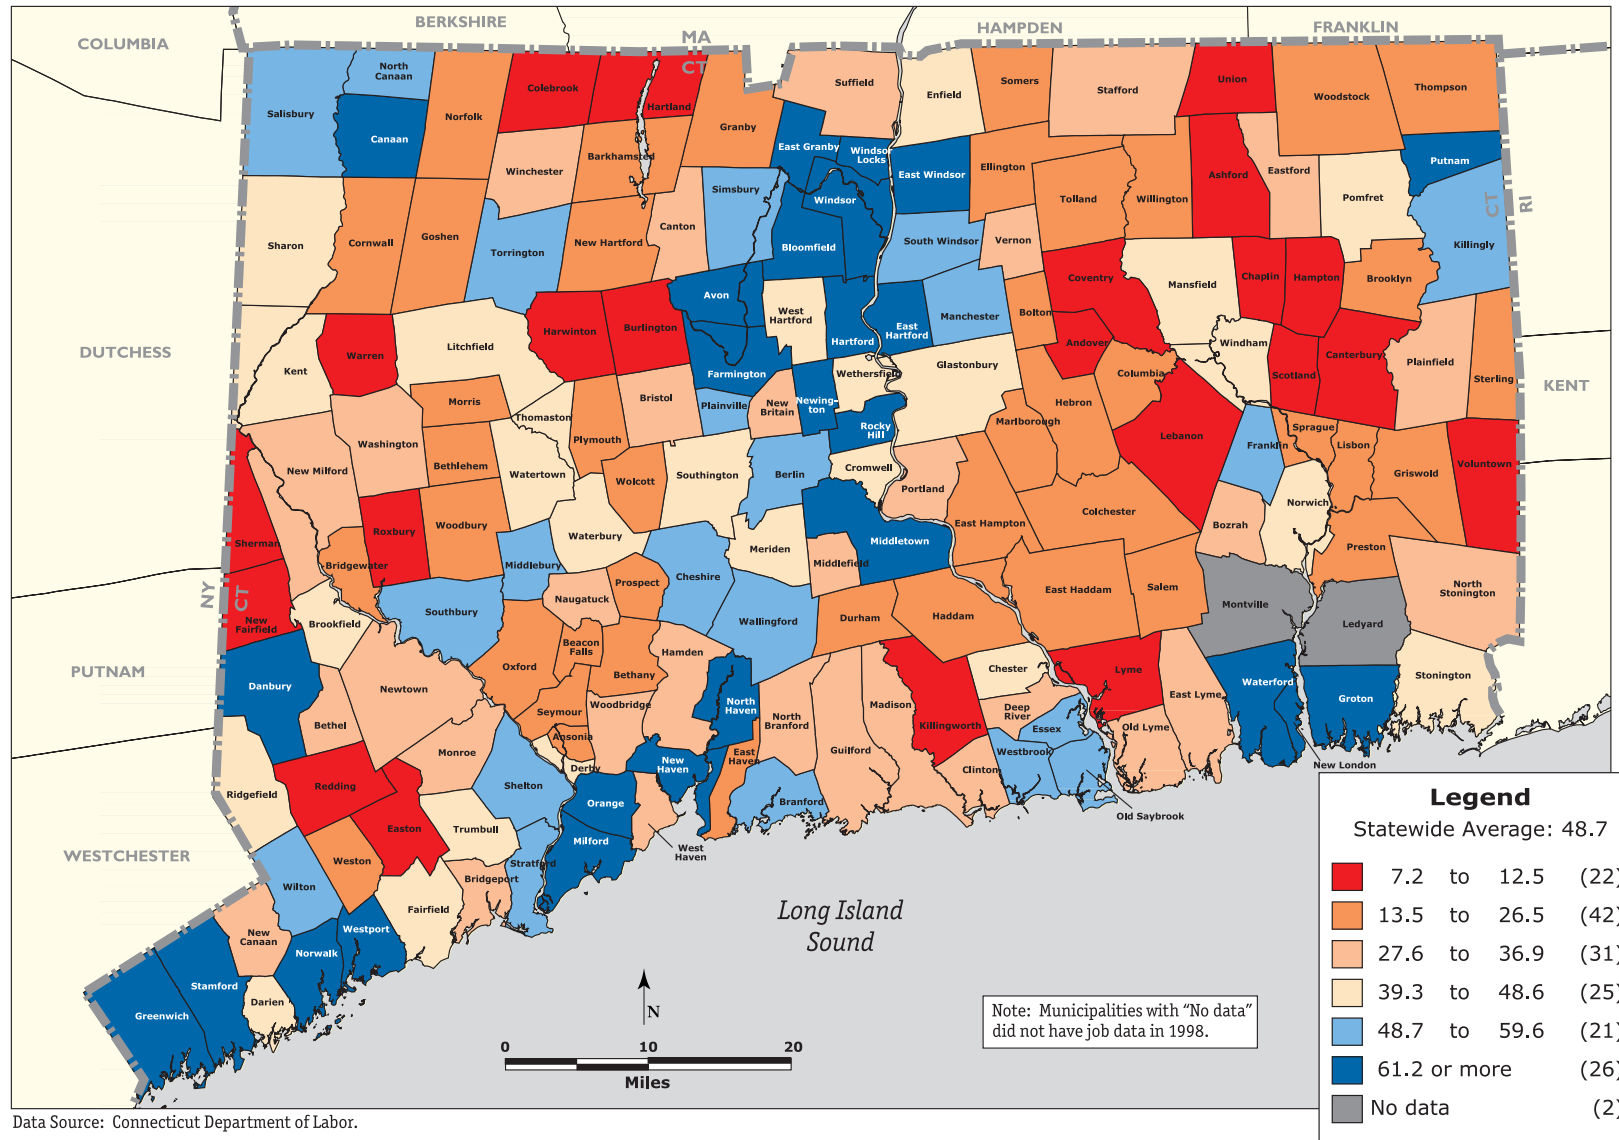 BERKSHIRE
HAMPDEN
FRANKLIN
COLUMBIA
MA
CT
North
Canaan
Colebrook
Hartland
Suffield
Enfield
Somers
Stafford
Union
Woodstock
Thompson
Salisbury
Canaan
Norfolk
Granby
East Granby
Windsor
Locks
East Windsor
Ellington
Tolland
Willington
Ashford
Eastford
Pomfret
Putnam
Winchester
Barkhamsted
Simsbury
Windsor
Bloomfield
Canton
South Windsor
Vernon
CT
RI
Killingly
Sharon
Cornwall
Goshen
Torrington
New Hartford
Avon
Coventry
Mansfield
Chaplin
Hampton
Brooklyn
DUTCHESS
Kent
Warren
Litchfield
Harwinton
Burlington
West
Hartford
Hartford
East
Hartford
Manchester
Bolton
Andover
Windham
Scotland
Canterbury
Plainfield
Sterling
KENT
Farmington
Wethersfield
Glastonbury
Columbia
Hebron
Marlborough
Lebanon
Franklin
Sprague
Lisbon
Griswold
Voluntown
Morris
Thomaston
Plymouth
Bristol
Plainville
New
Britain
Newing-
ton
Rocky
Hill
Washington
New Milford
Bethlehem
Watertown
Wolcott
Southington
Berlin
Cromwell
Portland
East Hampton
Colchester
Bozrah
Norwich
Preston
Sherman
Roxbury
Woodbury
Bridgewater
Waterbury
Middlebury
Meriden
Middlefield
Middletown
NY
CT
New
Fairfield
Brookfield
Southbury
Naugatuck
Prospect
Cheshire
Wallingford
Durham
Haddam
East Haddam
Salem
Montville
Ledyard
North
Stonington
PUTNAM
Danbury
Bethel
Newtown
Oxford
Beacon
Falls
Bethany
Hamden
North
Haven
Chester
Lyme
East Lyme
Waterford
Groton
Stonington
Seymour
Woodbridge
Ansonia
Derby
Monroe
North
Branford
Guilford
Madison
Killingworth
Deep
River
Essex
Westbrook
Old Lyme
New London
Ridgefield
Redding
Easton
Trumbull
Shelton
Orange
Milford
New
Haven
East
Haven
Branford
Clinton
Old Saybrook
West
Haven
WESTCHESTER
Weston
Wilton
Stratford
Bridgeport
Fairfield
New
Canaan
Westport
Norwalk
Darien
Stamford
Greenwich
Long Island
Sound
N
0 10 20
Miles
Note: Municipalities with “No data”
did not have job data in 1998.
Legend
Statewide Average: 48.7
7.2 to 12.5 (22)
13.5 to 26.5 (42)
27.6 to 36.9 (31)
39.3 to 48.6 (25)
48.7 to 59.6 (21)
61.2 or more (26)
No data (2)
Data Source: Connecticut Department of Labor.